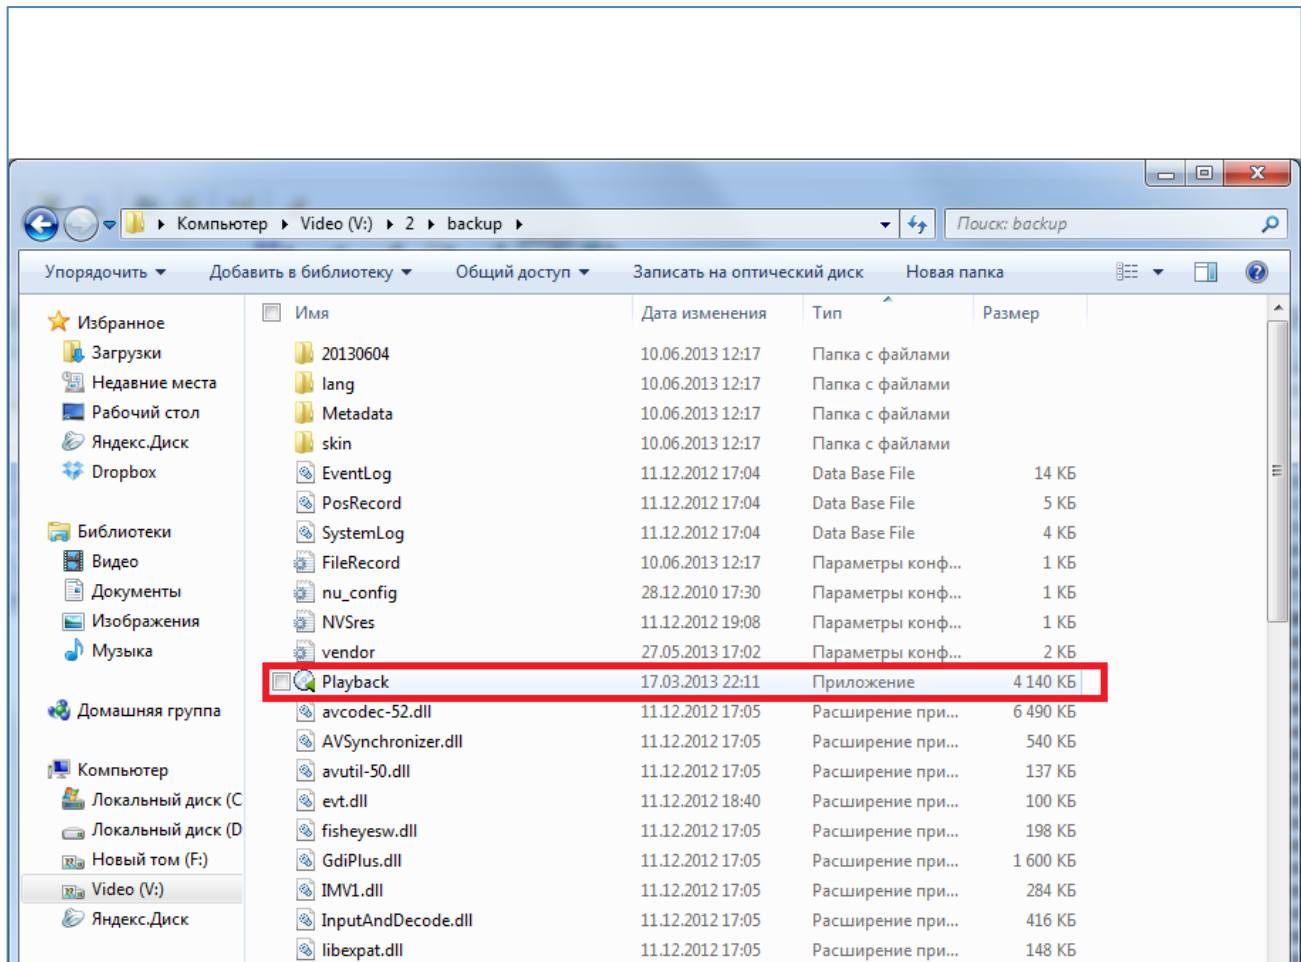 Компьютер Video (V:) 2 backup Поиск: backup
Упорядочить Добавить в библиотеку Общий доступ Записать на оптический диск Новая папка
Избранное
Загрузки
Недавние места
Рабочий стол
Яндекс.Диск
Dropbox
Библиотеки
Видео
Документы
Изображения
Музыка
Домашняя группа
Компьютер
Локальный диск (C
Локальный диск (D
Новый том (F:)
Video (V:)
Яндекс.Диск
Имя Дата изменения Тип Размер
20130604 10.06.2013 12:17 Папка с файлами
lang 10.06.2013 12:17 Папка с файлами
Metadata 10.06.2013 12:17 Папка с файлами
skin 10.06.2013 12:17 Папка с файлами
EventLog 11.12.2012 17:04 Data Base File 14 КБ
PosRecord 11.12.2012 17:04 Data Base File 5 КБ
SystemLog 11.12.2012 17:04 Data Base File 4 КБ
FileRecord 10.06.2013 12:17 Параметры конф... 1 КБ
nu_config 28.12.2010 17:30 Параметры конф... 1 КБ
NVSres 11.12.2012 19:08 Параметры конф... 1 КБ
vendor 27.05.2013 17:02 Параметры конф... 2 КБ
Playback 17.03.2013 22:11 Приложение 4 140 КБ
avcodec-52.dll 11.12.2012 17:05 Расширение при... 6 490 КБ
AVSynchronizer.dll 11.12.2012 17:05 Расширение при... 540 КБ
avutil-50.dll 11.12.2012 17:05 Расширение при... 137 КБ
evt.dll 11.12.2012 18:40 Расширение при... 100 КБ
fisheyesw.dll 11.12.2012 17:05 Расширение при... 198 КБ
GdiPlus.dll 11.12.2012 17:05 Расширение при... 1 600 КБ
IMV1.dll 11.12.2012 17:05 Расширение при... 284 КБ
InputAndDecode.dll 11.12.2012 17:05 Расширение при... 416 КБ
libexpat.dll 11.12.2012 17:05 Расширение при... 148 КБ